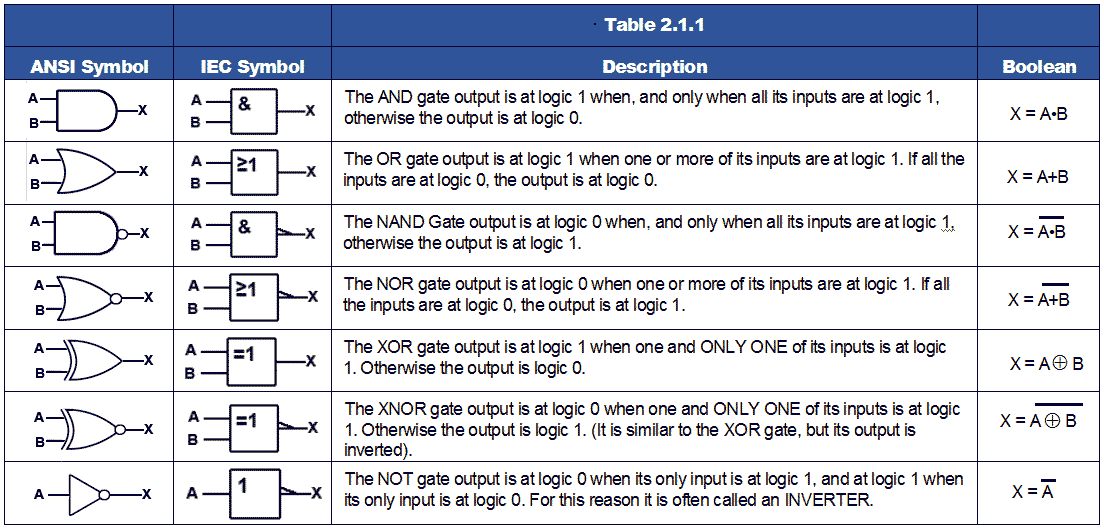 Table 2.1.1
ANSI Symbol IEC Symbol Description Boolean
A B X A B & X The AND gate output is at logic 1 when, and only when all its inputs are at logic 1, otherwise the output is at logic 0. X = A•B
A B X A B ≥1 X The OR gate output is at logic 1 when one or more of its inputs are at logic 1. If all the inputs are at logic 0, the output is at logic 0. X = A+B
A B X A B & X The NAND Gate output is at logic 0 when, and only when all its inputs are at logic 1, otherwise the output is at logic 1. X = A̅•̅B̅
A B X A B ≥1 X The NOR gate output is at logic 0 when one or more of its inputs are at logic 1. If all the inputs are at logic 0, the output is at logic 1. X = A̅+̅B̅
A B X A B =1 X The XOR gate output is at logic 1 when one and ONLY ONE of its inputs is at logic 1. Otherwise the output is logic 0. X = A ⊕ B
A B X A B =1 X The XNOR gate output is at logic 0 when one and ONLY ONE of its inputs is at logic 1. Otherwise the output is logic 1. (It is similar to the XOR gate, but its output is inverted). X = A̅ ̅⊕̅ ̅B̅
A X A 1 X The NOT gate output is at logic 0 when its only input is at logic 1, and at logic 1 when its only input is at logic 0. For this reason it is often called an INVERTER. X = A̅